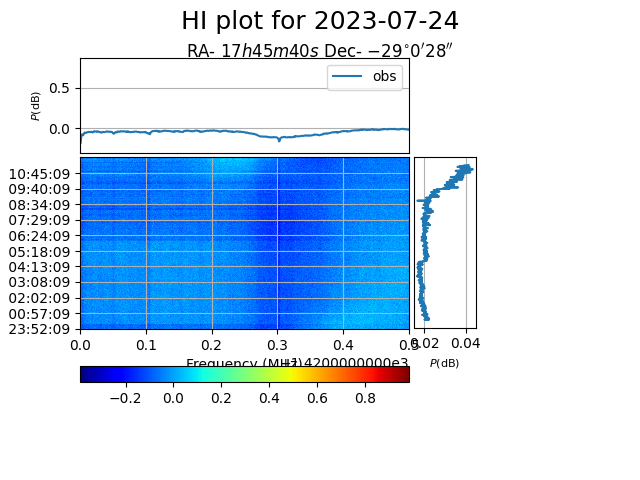 HI plot for 2023-07-24
RA- 17h45m40s Dec- −29°0′28″
P(dB)
0.5
0.0
obs
10:45:09
09:40:09
08:34:09
07:29:09
06:24:09
05:18:09
04:13:09
03:08:09
02:02:09
00:57:09
23:52:09
0.0 0.1 0.2 0.3 0.4 0.5
0.02 0.04
Frequency (MHz)
+1.4200000000e3
P(dB)
−0.2 0.0 0.2 0.4 0.6 0.8